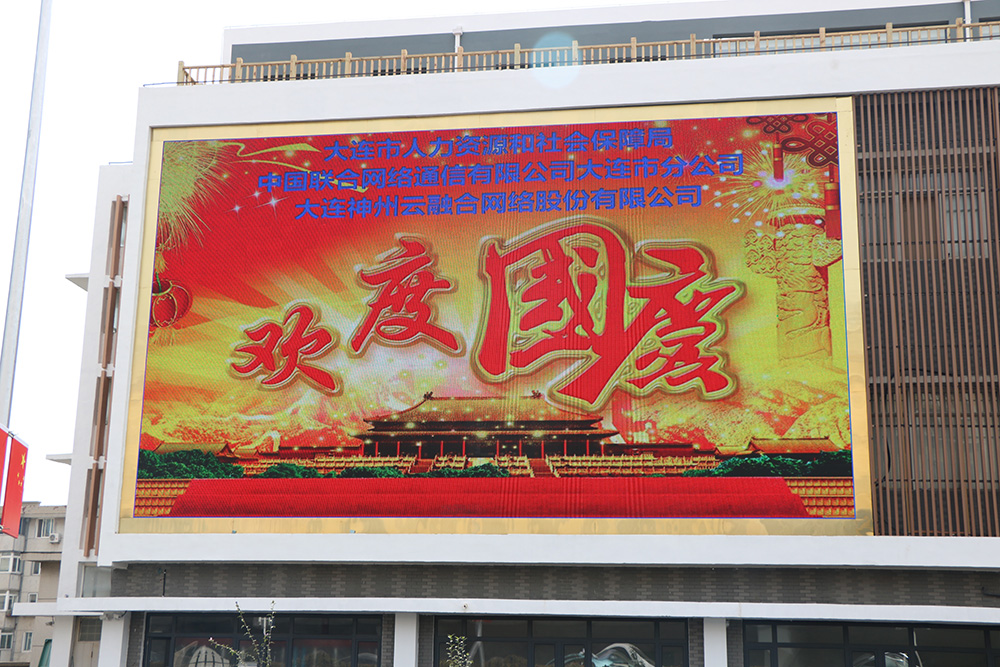 大连市人力资源和社会保障局
中国联合网络通信有限公司大连市分公司
大连神州云融合网络股份有限公司
欢度国庆